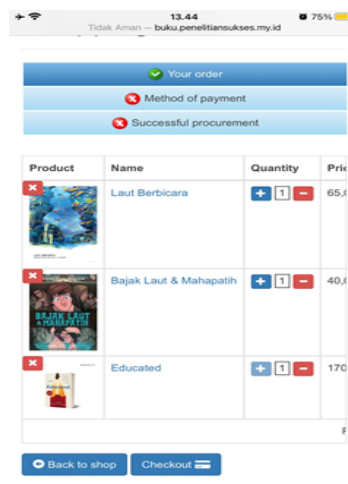 13.44
75%
Tidak Aman — buku.penelitiansukses.my.id
Your order
Method of payment
Successful procurement
Product Name Quantity Pri
Laut Berbicara 1 65,
BAJAK LAUT
& MAHAPATIH
Bajak Laut & Mahapatih 1 40,
Educated 1 170
Educated
Back to shop Checkout